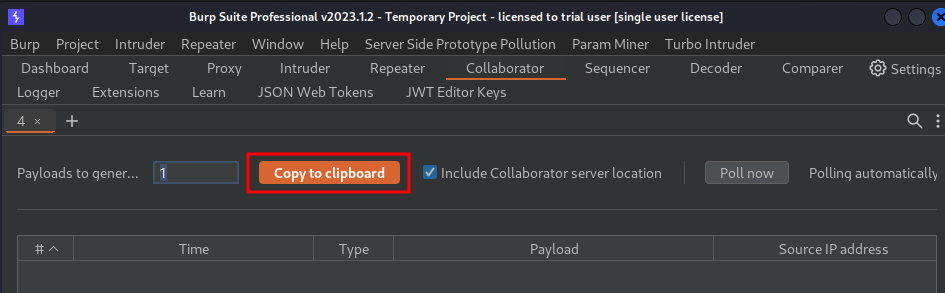 Burp Suite Professional v2023.1.2 - Temporary Project - licensed to trial user [single user license]
Burp Project Intruder Repeater Window Help Server Side Prototype Pollution Param Miner Turbo Intruder
Dashboard Target Proxy Intruder Repeater Collaborator Sequencer Decoder Comparer Settings
Logger Extensions Learn JSON Web Tokens JWT Editor Keys
4 × +
Payloads to gener... 1 Copy to clipboard Include Collaborator server location Poll now Polling automatically
# Time Type Payload Source IP address